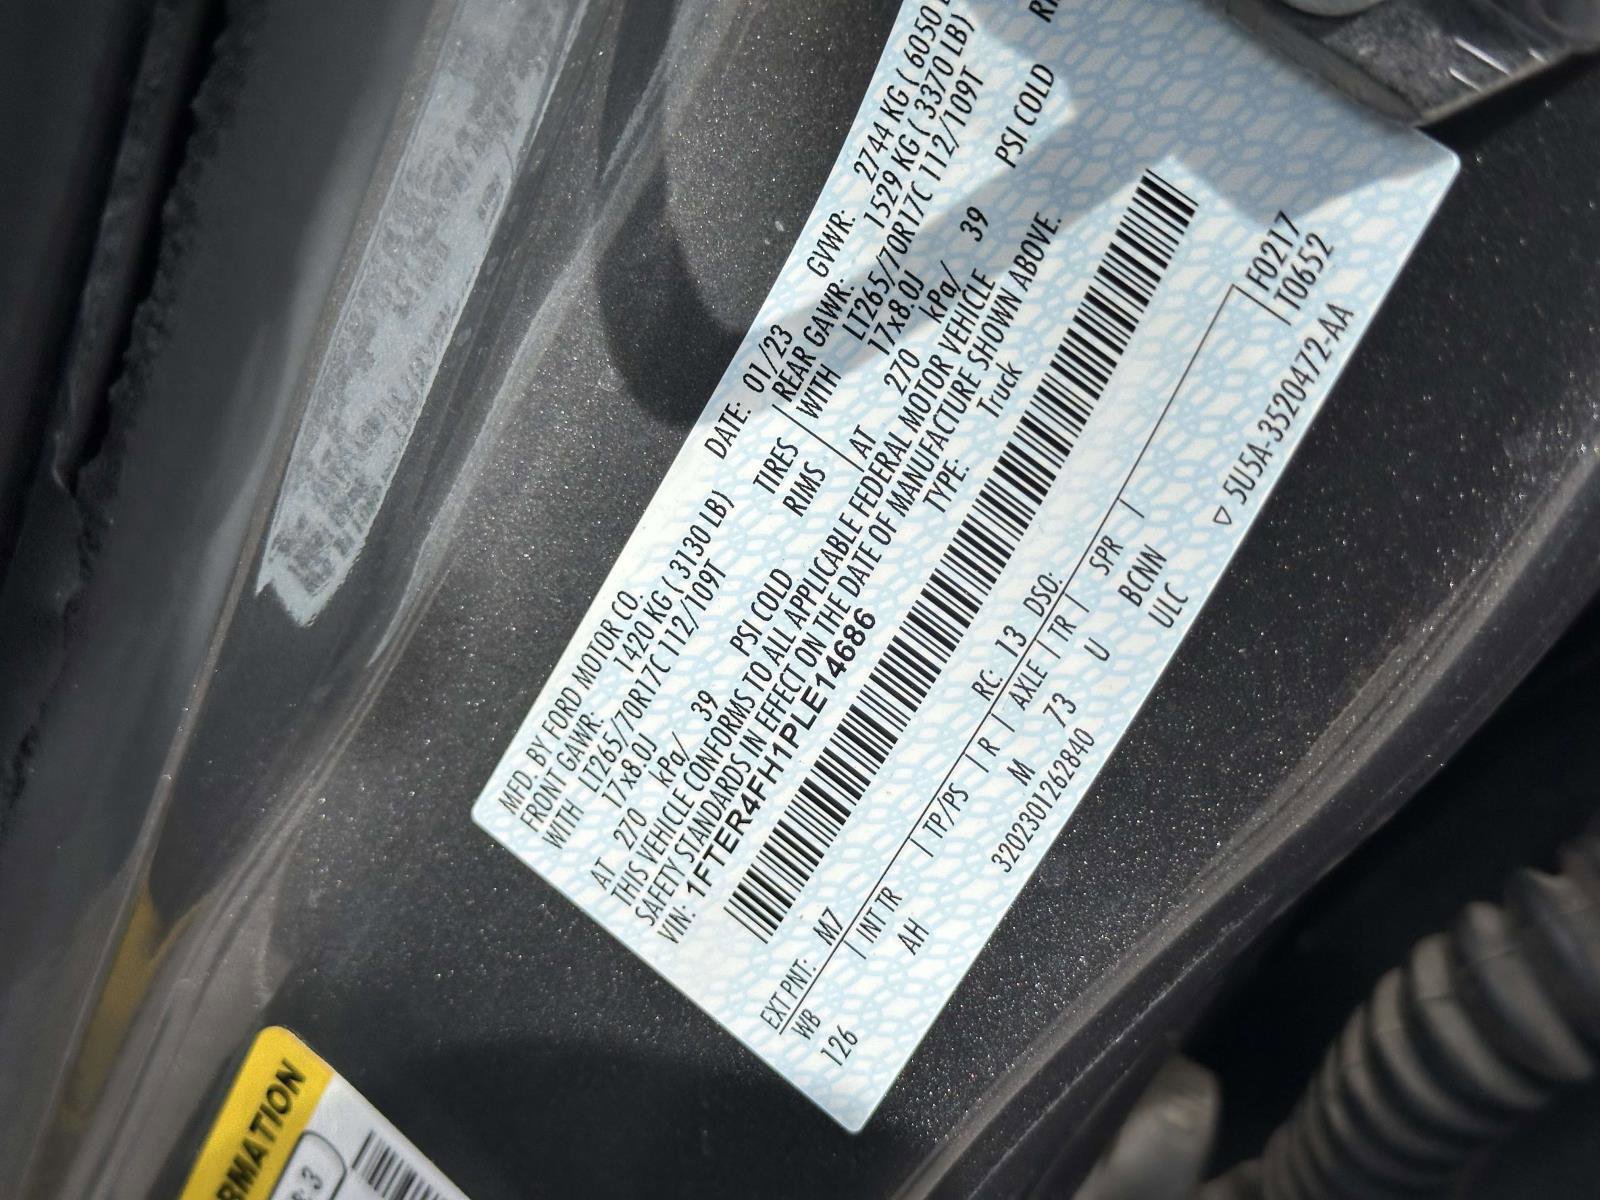 MFD. BY FORD MOTOR CO.
DATE: 01/23 GVWR: 2744 KG ( 6050
FRONT GAWR: 1420 KG ( 3130 LB) REAR GAWR: 1529 KG ( 3370 LB)
WITH LT265/70R17C 112/109T TIRES WITH LT265/70R17C 112/109T
17x8.0J RIMS 17x8.0J
AT 270 kPa/ 39 PSI COLD AT 270 kPa/ 39 PSI COLD
THIS VEHICLE CONFORMS TO ALL APPLICABLE FEDERAL MOTOR VEHICLE
SAFETY STANDARDS IN EFFECT ON THE DATE OF MANUFACTURE SHOWN ABOVE.
VIN: 1FTER4FH1PLE14686 TYPE: Truck
F0217
T0652
EXT PNT: M7 RC: 13 DSO:
WB INT TR TP/PS R AXLE TR SPR
126 AH M 73 U BCNN
ULC
3202301262840 ▽ 5U5A-3520472-AA
RMATION
3